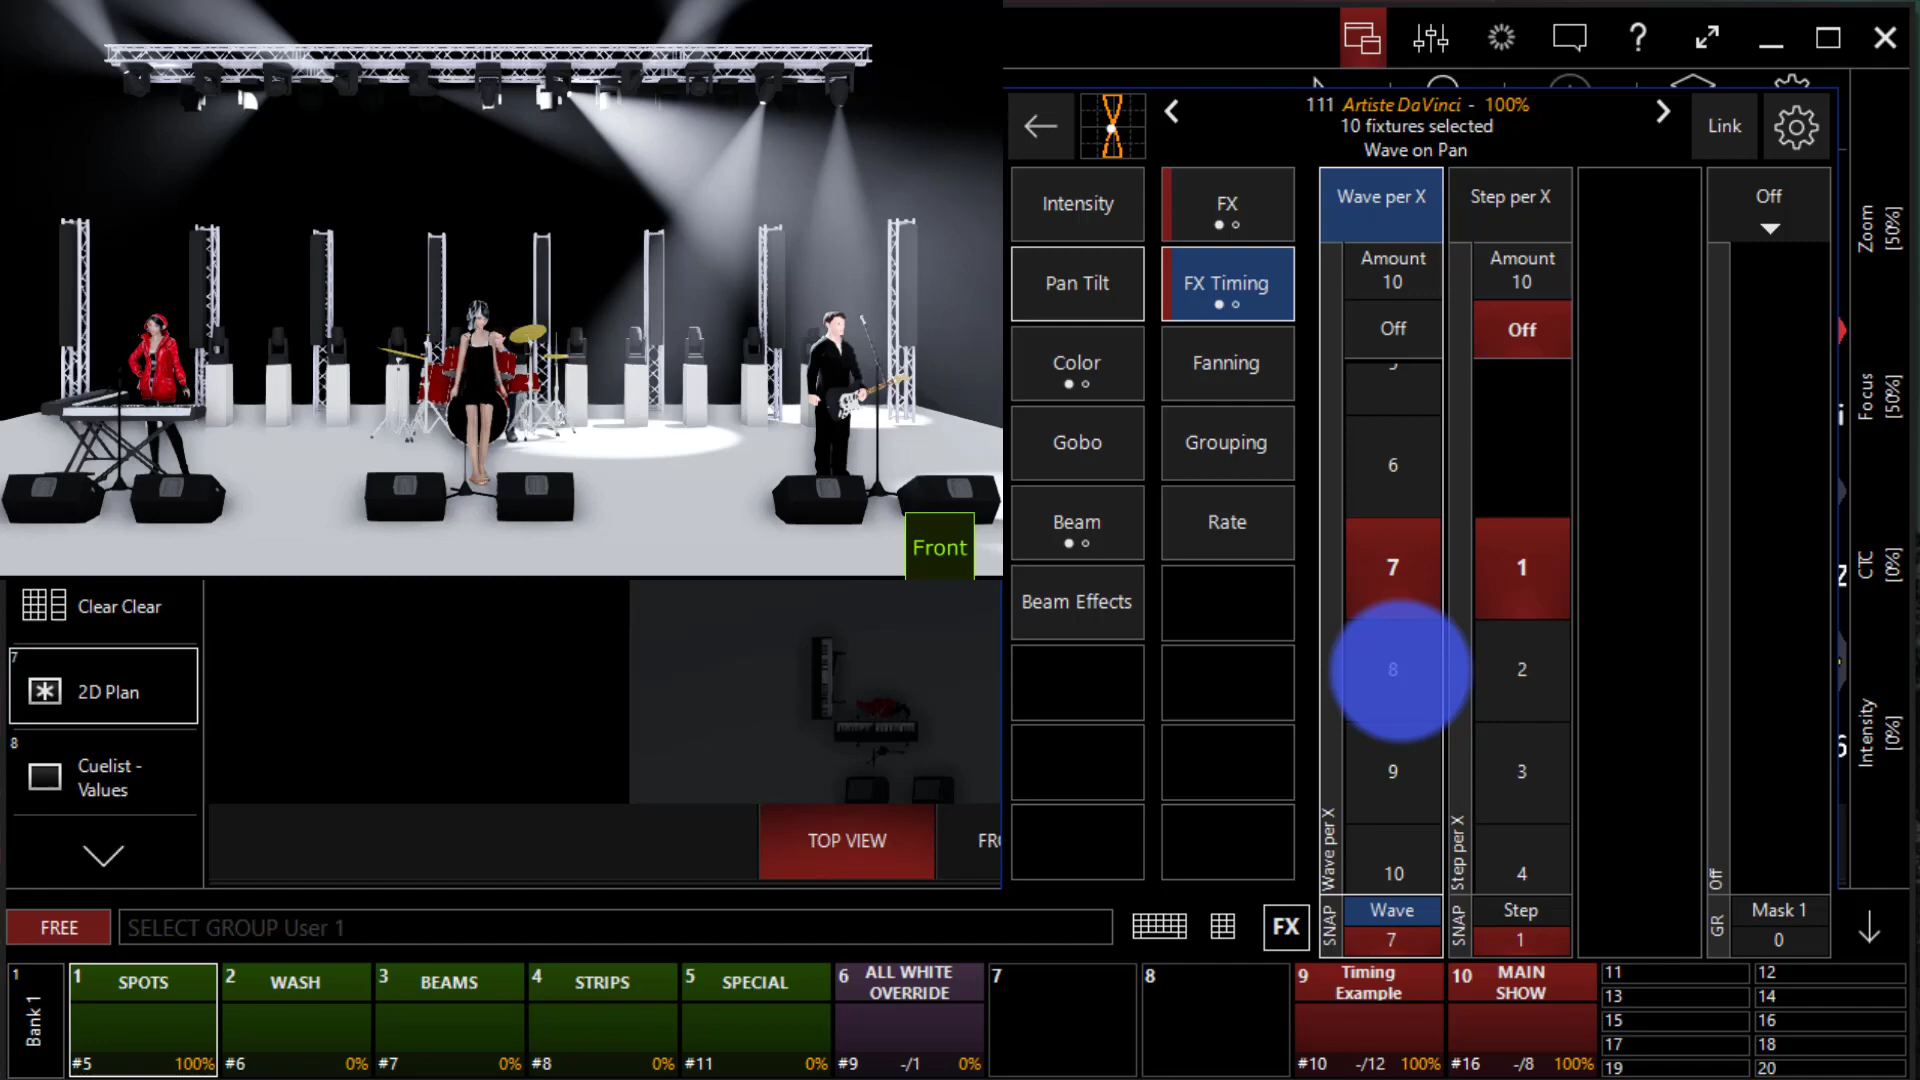 111 Artiste DaVinci - 100%
10 fixtures selected
Wave on Pan
Link
Intensity
Pan Tilt
Color
Gobo
Beam
Beam Effects
FX
FX Timing
Fanning
Grouping
Rate
Wave per X
Step per X
Off
Amount
10
Off
6
7
8
9
10
Wave per X
SNAP
Wave
7
Amount
10
Off
1
2
3
4
Step per X
SNAP
Step
1
Off
GR
Mask 1
0
Zoom
[50%]
Focus
[50%]
CTC
[0%]
Intensity
[0%]
Front
Clear Clear
7
2D Plan
8
Cuelist -
Values
TOP VIEW
FREE
SELECT GROUP User 1
FX
1
Bank 1
1 SPOTS
#5 100%
2 WASH
#6 0%
3 BEAMS
#7 0%
4 STRIPS
#8 0%
5 SPECIAL
#11 0%
6 ALL WHITE
OVERRIDE
#9 -/1 0%
7
8
9 Timing
Example
#10 -/12 100%
10 MAIN
SHOW
#16 -/8 100%
11
12
13
14
15
16
17
18
19
20